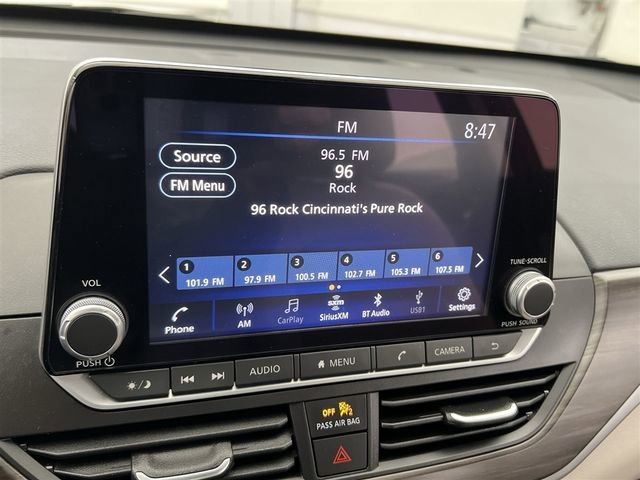 FM
8:47
Source
96.5 FM
96
FM Menu
Rock
96 Rock Cincinnati's Pure Rock
1 2 3 4 5 6
101.9 FM 97.9 FM 100.5 FM 102.7 FM 105.3 FM 107.5 FM
Phone AM CarPlay SXM SiriusXM BT Audio USB1 Settings
VOL
TUNE·SCROLL
PUSH
PUSH SOUND
AUDIO MENU CAMERA
OFF 2
PASS AIR BAG